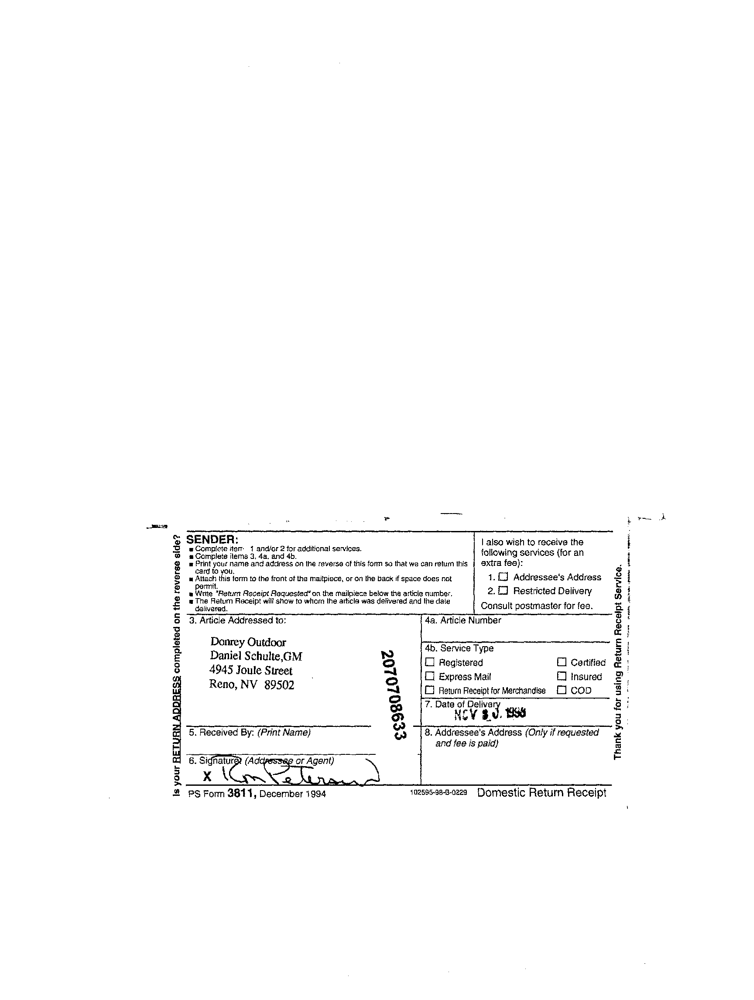 Is your RETURN ADDRESS completed on the reverse side?
SENDER:
■ Complete item 1 and/or 2 for additional services.
■ Complete items 3, 4a, and 4b.
■ Print your name and address on the reverse of this form so that we can return this
card to you.
■ Attach this form to the front of the mailpiece, or on the back if space does not
permit.
■ Write "Return Receipt Requested" on the mailpiece below the article number.
■ The Return Receipt will show to whom the article was delivered and the date
delivered.
I also wish to receive the
following services (for an
extra fee):
1. ☐ Addressee's Address
2. ☐ Restricted Delivery
Consult postmaster for fee.
3. Article Addressed to:
Donrey Outdoor
Daniel Schulte,GM
4945 Joule Street
Reno, NV 89502
2070708633
4a. Article Number
4b. Service Type
☐ Registered ☐ Certified
☐ Express Mail ☐ Insured
☐ Return Receipt for Merchandise ☐ COD
7. Date of Delivery
NOV
5. Received By: (Print Name)
8. Addressee's Address (Only if requested
and fee is paid)
6. Signature: (Addressee or Agent)
X
PS Form 3811, December 1994
102595-98-B-0229 Domestic Return Receipt
Thank you for using Return Receipt Service.